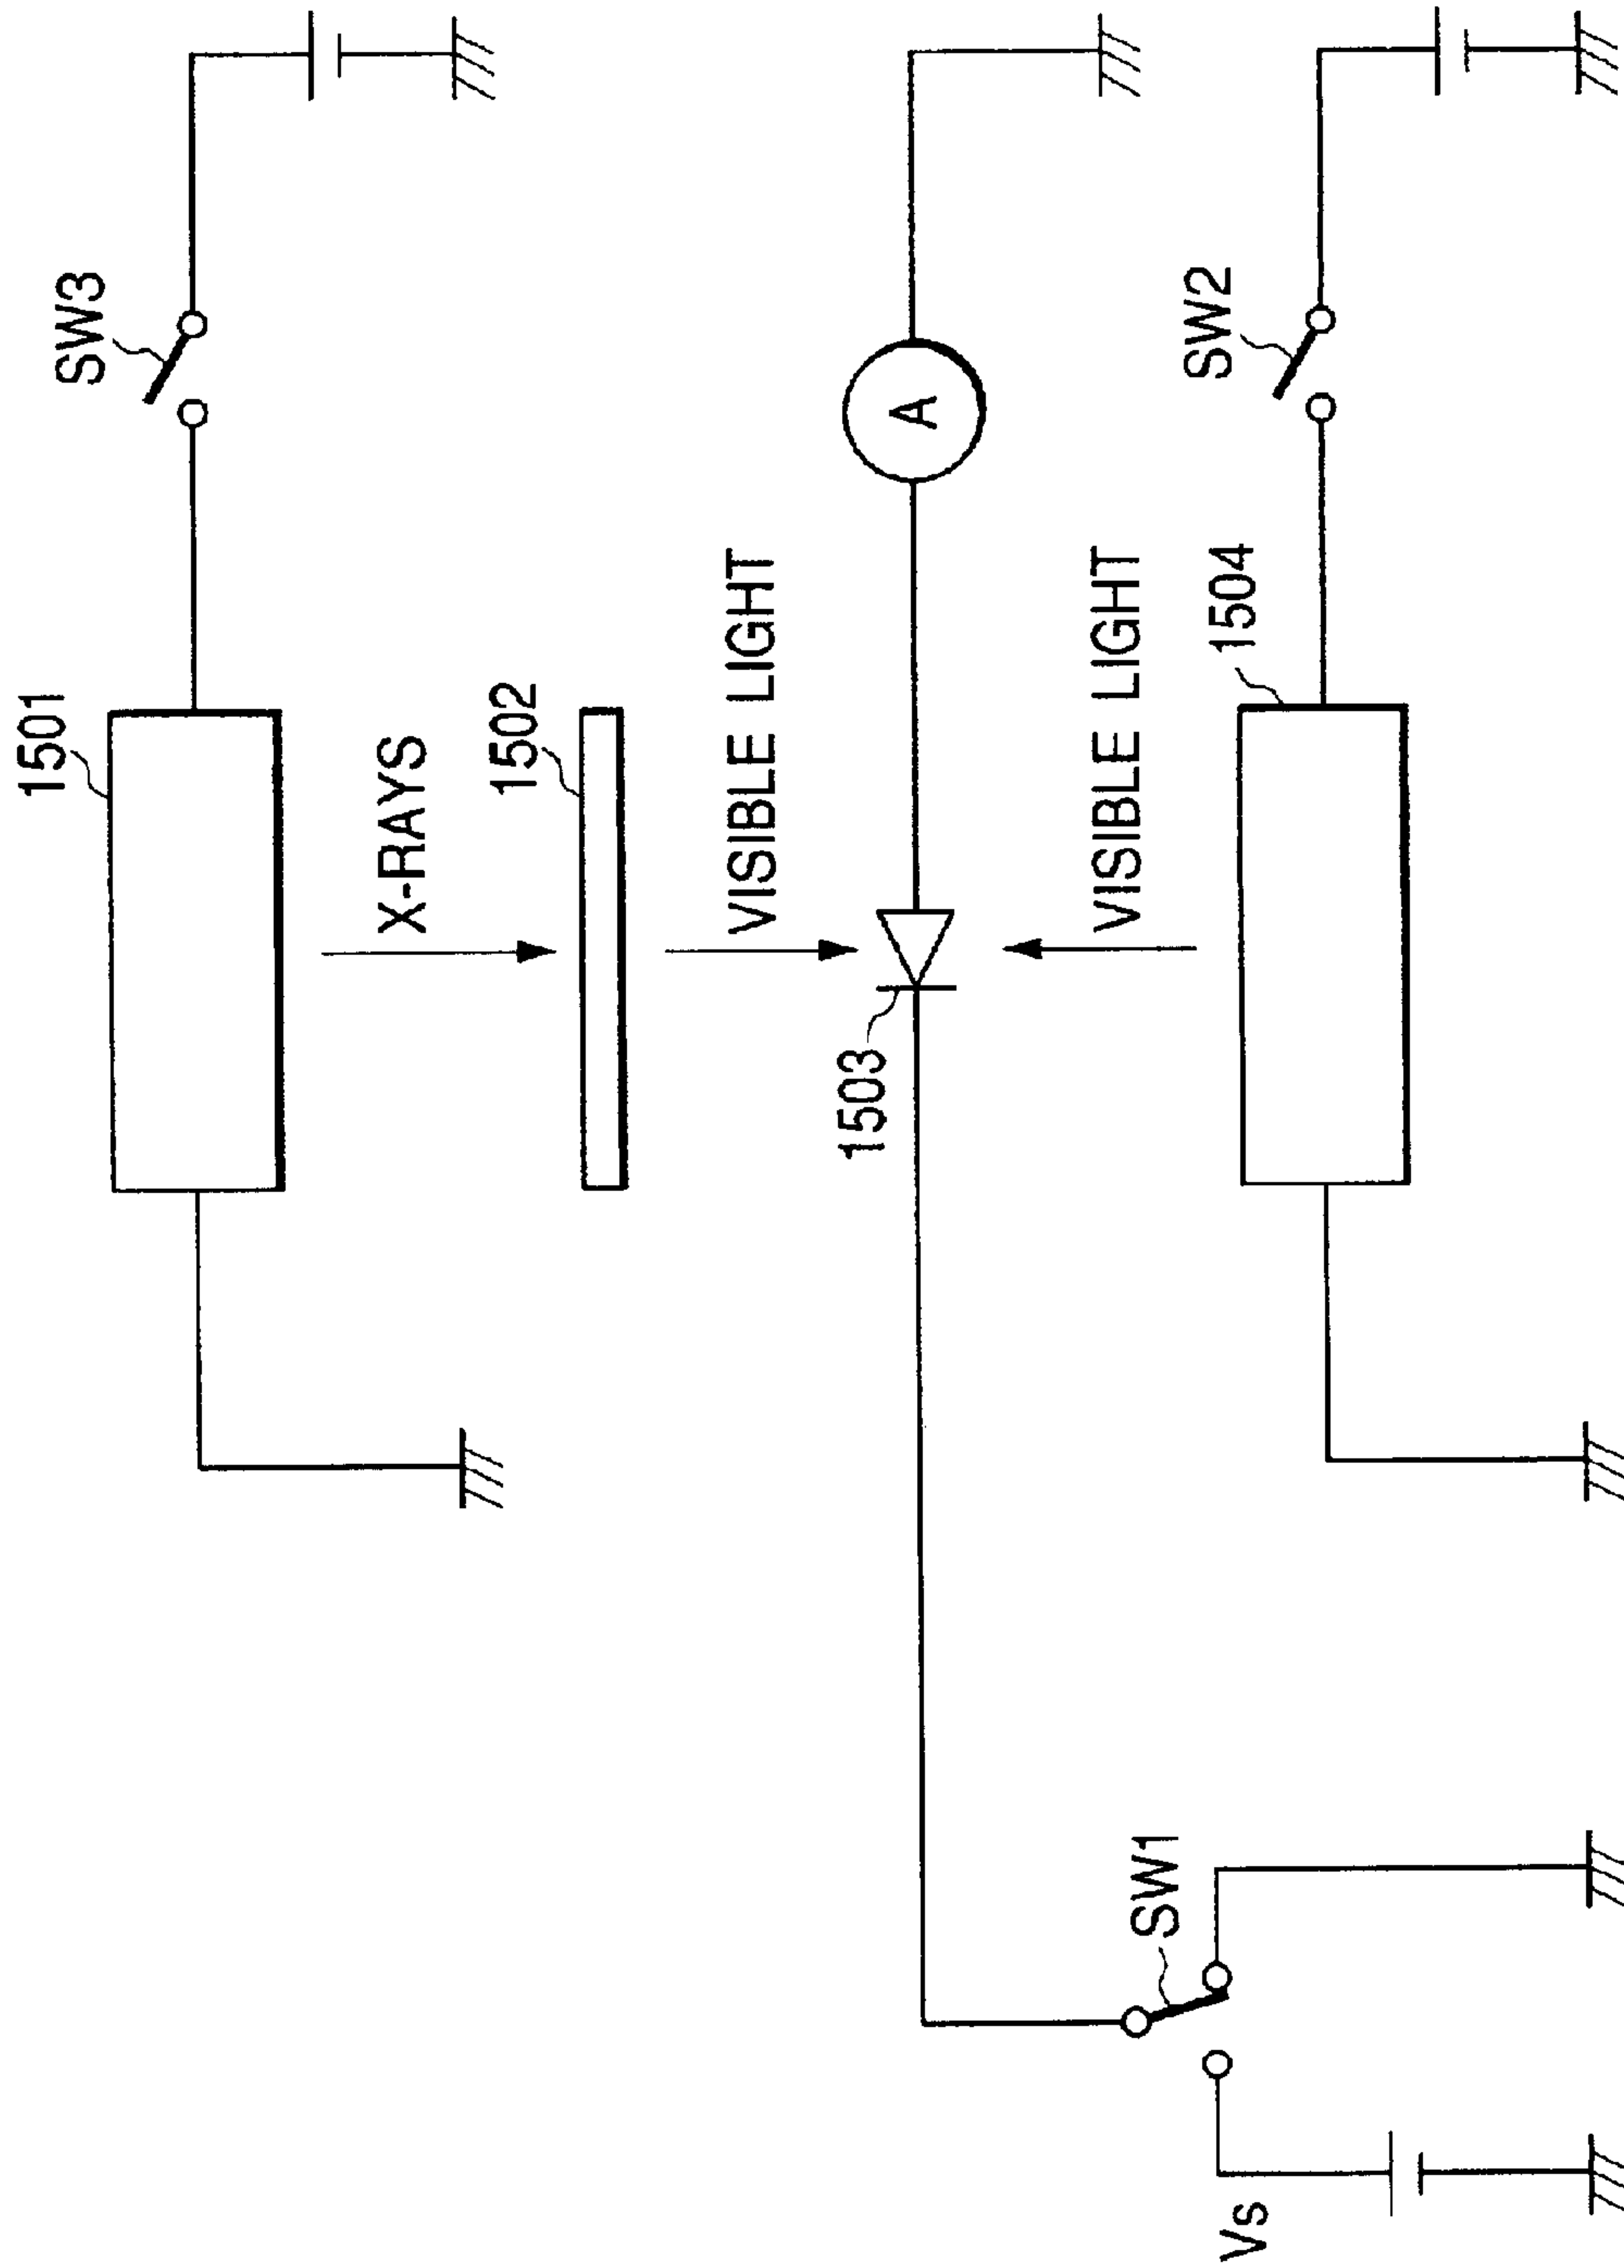 1501
SW3
X-RAYS
1502
VISIBLE LIGHT
1503
A
VISIBLE LIGHT
1504
SW2
SW1
Vs